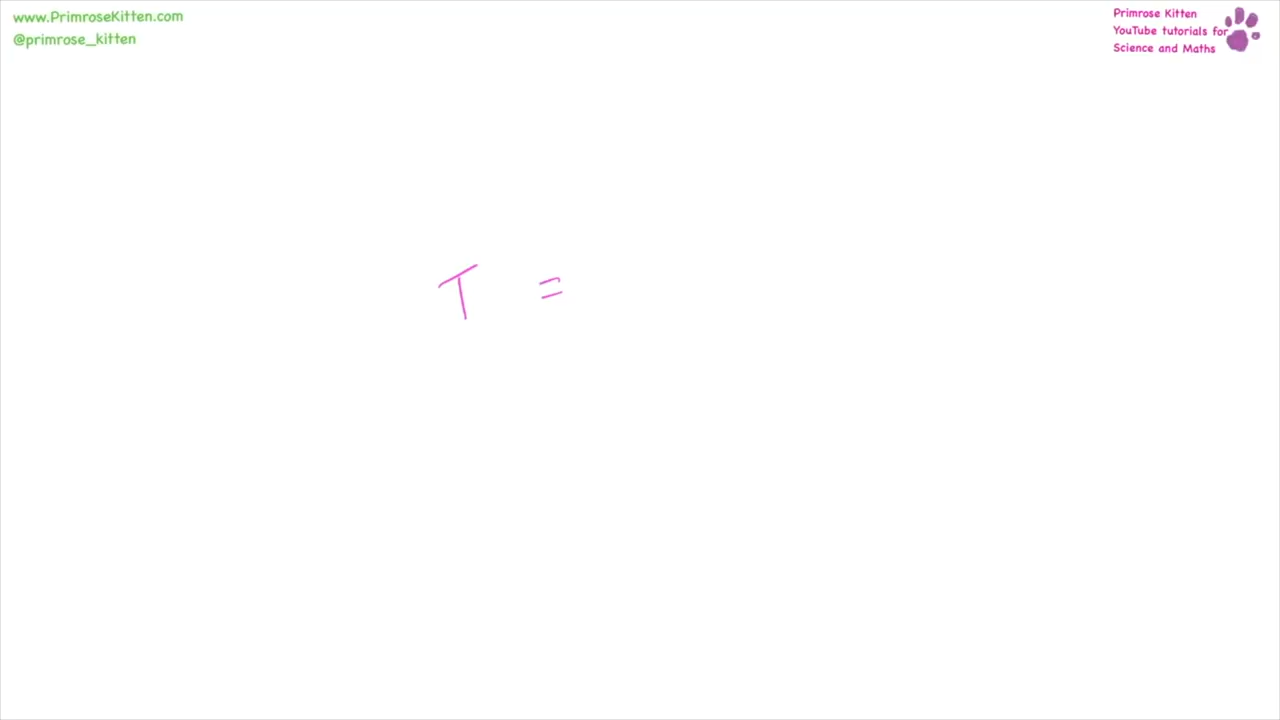 www.PrimroseKitten.com
@primrose_kitten
Primrose Kitten
YouTube tutorials for
Science and Maths
T =